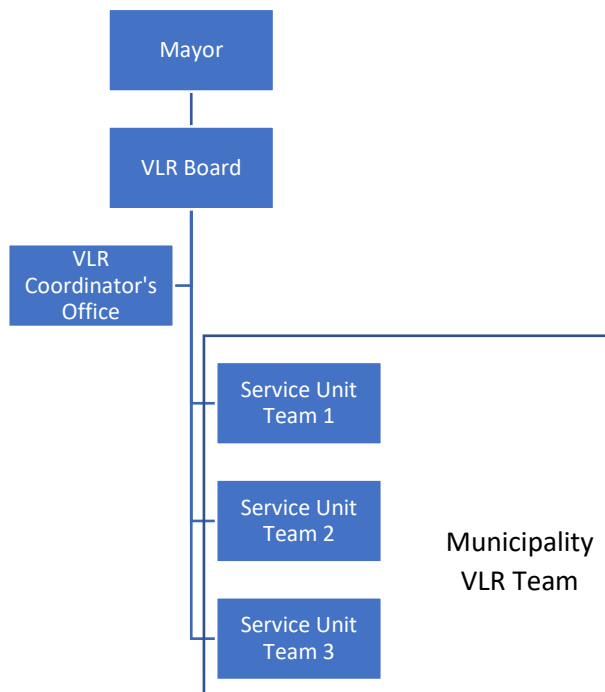 Mayor
VLR Board
VLR
Coordinator's
Office
Service Unit
Team 1
Service Unit
Team 2
Municipality
VLR Team
Service Unit
Team 3